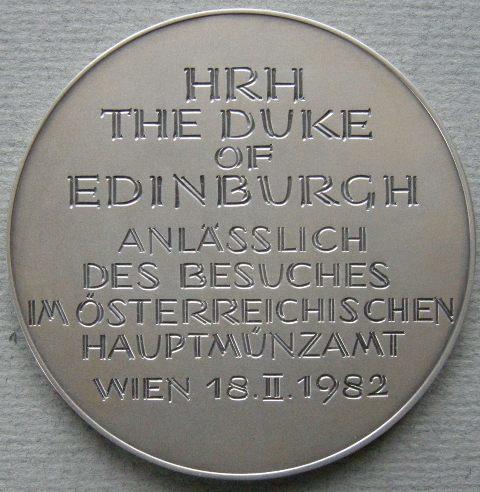 HRH
THE DUKE
OF
EDINBURGH
ANLÄSSLICH
DES BESUCHES
IM ÖSTERREICHISCHEN
HAUPTMÜNZAMT
WIEN 18.II.1982